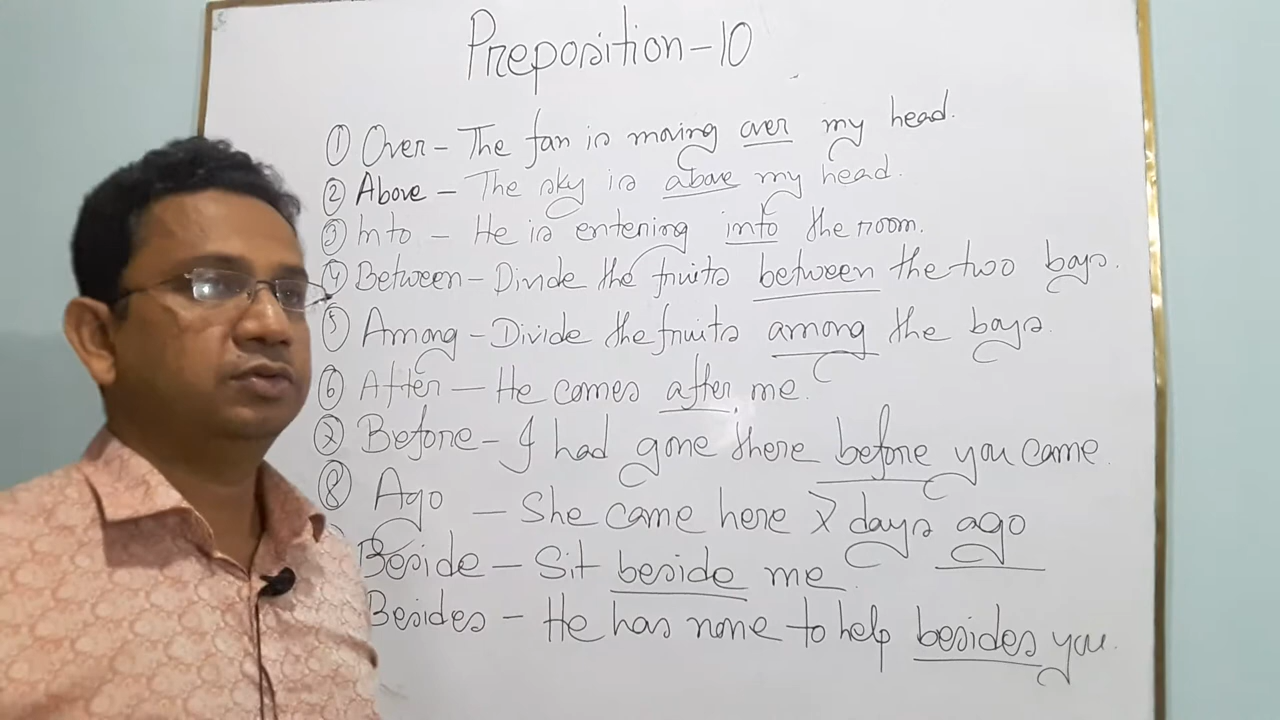 Preposition-10
① Over - The fan is moving over my head.
② Above - The sky is above my head.
③ Into - He is entening into the room.
④ Between - Divide the fruits between the two boys.
⑤ Among - Divide the fruits among the boys.
⑥ After - He comes after me.
⑦ Before - I had gone there before you came.
⑧ Ago - She came here 7 days ago
Beside - Sit beside me
Besides - He has none to help besides you.